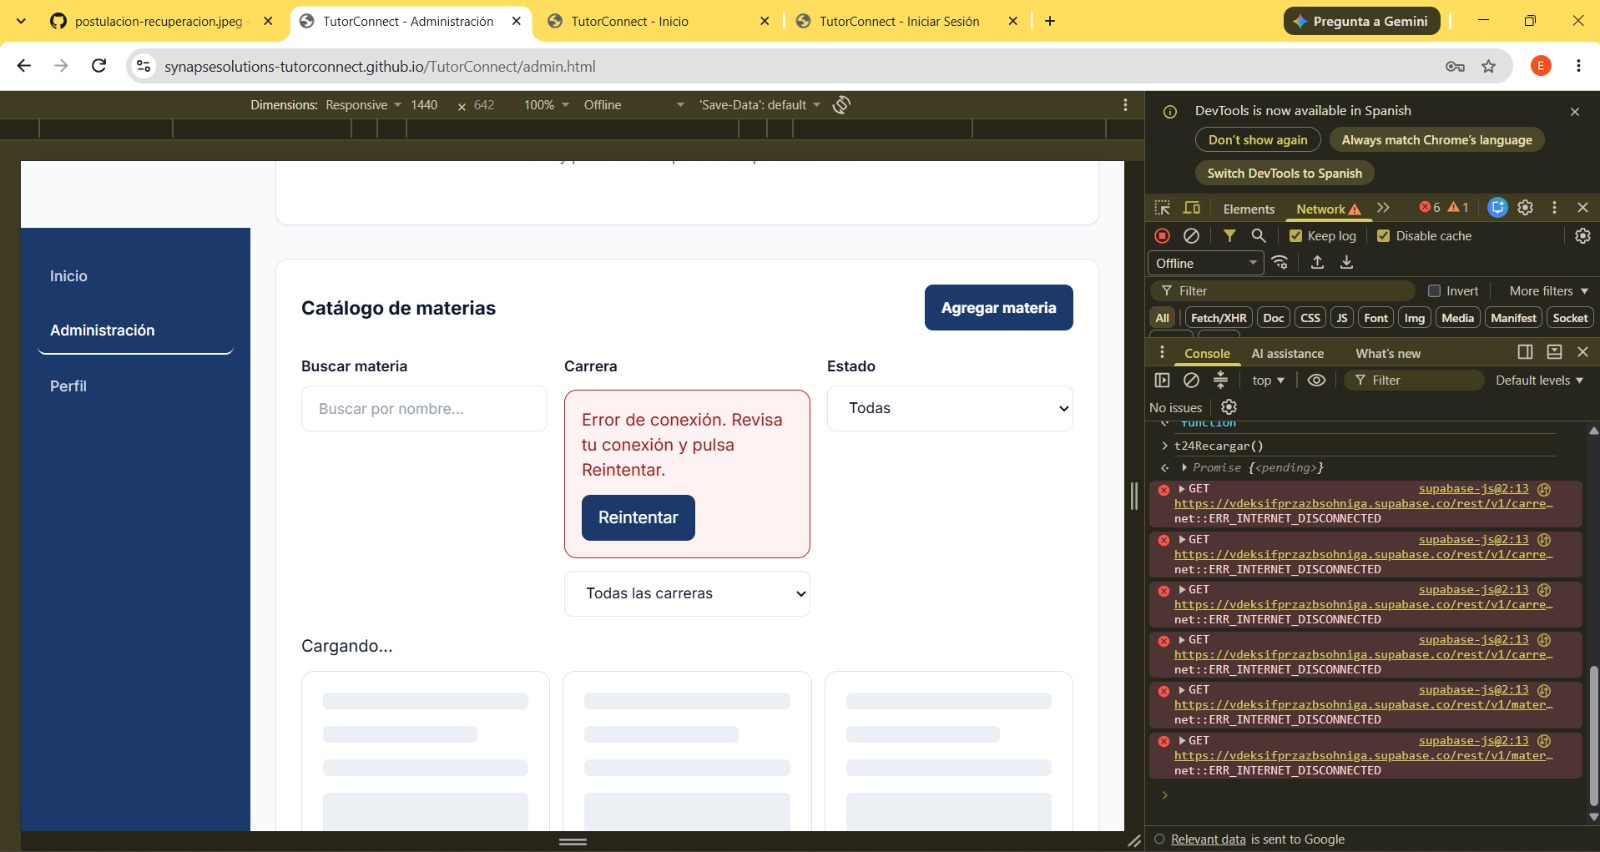 postulacion-recuperacion.jpeg
TutorConnect - Administración
TutorConnect - Inicio
TutorConnect - Iniciar Sesión
Pregunta a Gemini
synapsesolutions-tutorconnect.github.io/TutorConnect/admin.html
E
Dimensions: Responsive 1440 x 642 100% Offline 'Save-Data': default
Inicio
Administración
Perfil
Catálogo de materias
Agregar materia
Buscar materia
Carrera
Estado
Buscar por nombre...
Error de conexión. Revisa
tu conexión y pulsa
Reintentar.
Reintentar
Todas
Todas las carreras
Cargando...
DevTools is now available in Spanish
Don't show again
Always match Chrome's language
Switch DevTools to Spanish
Elements
Network
6
1
Keep log
Disable cache
Offline
Filter
Invert
More filters
All
Fetch/XHR
Doc
CSS
JS
Font
Img
Media
Manifest
Socket
Console
AI assistance
What's new
top
Filter
Default levels
No issues
function
t24Recargar()
Promise {<pending>}
GET supabase-js@2:13
https://vdeksifprzazbsohniga.supabase.co/rest/v1/carre…
net::ERR_INTERNET_DISCONNECTED
GET supabase-js@2:13
https://vdeksifprzazbsohniga.supabase.co/rest/v1/carre…
net::ERR_INTERNET_DISCONNECTED
GET supabase-js@2:13
https://vdeksifprzazbsohniga.supabase.co/rest/v1/carre…
net::ERR_INTERNET_DISCONNECTED
GET supabase-js@2:13
https://vdeksifprzazbsohniga.supabase.co/rest/v1/carre…
net::ERR_INTERNET_DISCONNECTED
GET supabase-js@2:13
https://vdeksifprzazbsohniga.supabase.co/rest/v1/mater…
net::ERR_INTERNET_DISCONNECTED
GET supabase-js@2:13
https://vdeksifprzazbsohniga.supabase.co/rest/v1/mater…
net::ERR_INTERNET_DISCONNECTED
Relevant data is sent to Google